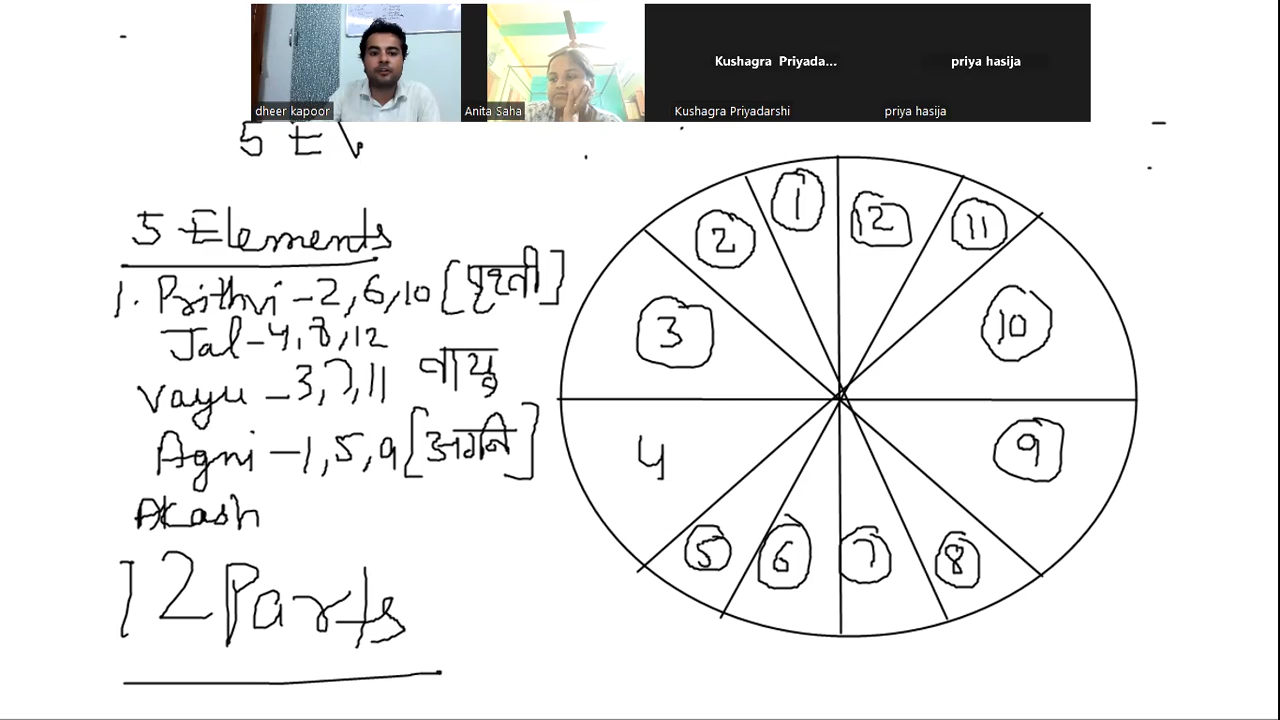 dheer kapoor
Anita Saha
Kushagra Priyada...
Kushagra Priyadarshi
priya hasija
priya hasija
5 El
5 Elements
1. Prithvi - 2, 6, 10 [पृथ्वी]
Jal - 4, 8, 12
Vayu - 3, 7, 11 वायु
Agni - 1, 5, 9 [अग्नि]
Akash
12 Parts
1
2
3
4
5
6
7
8
9
10
11
12